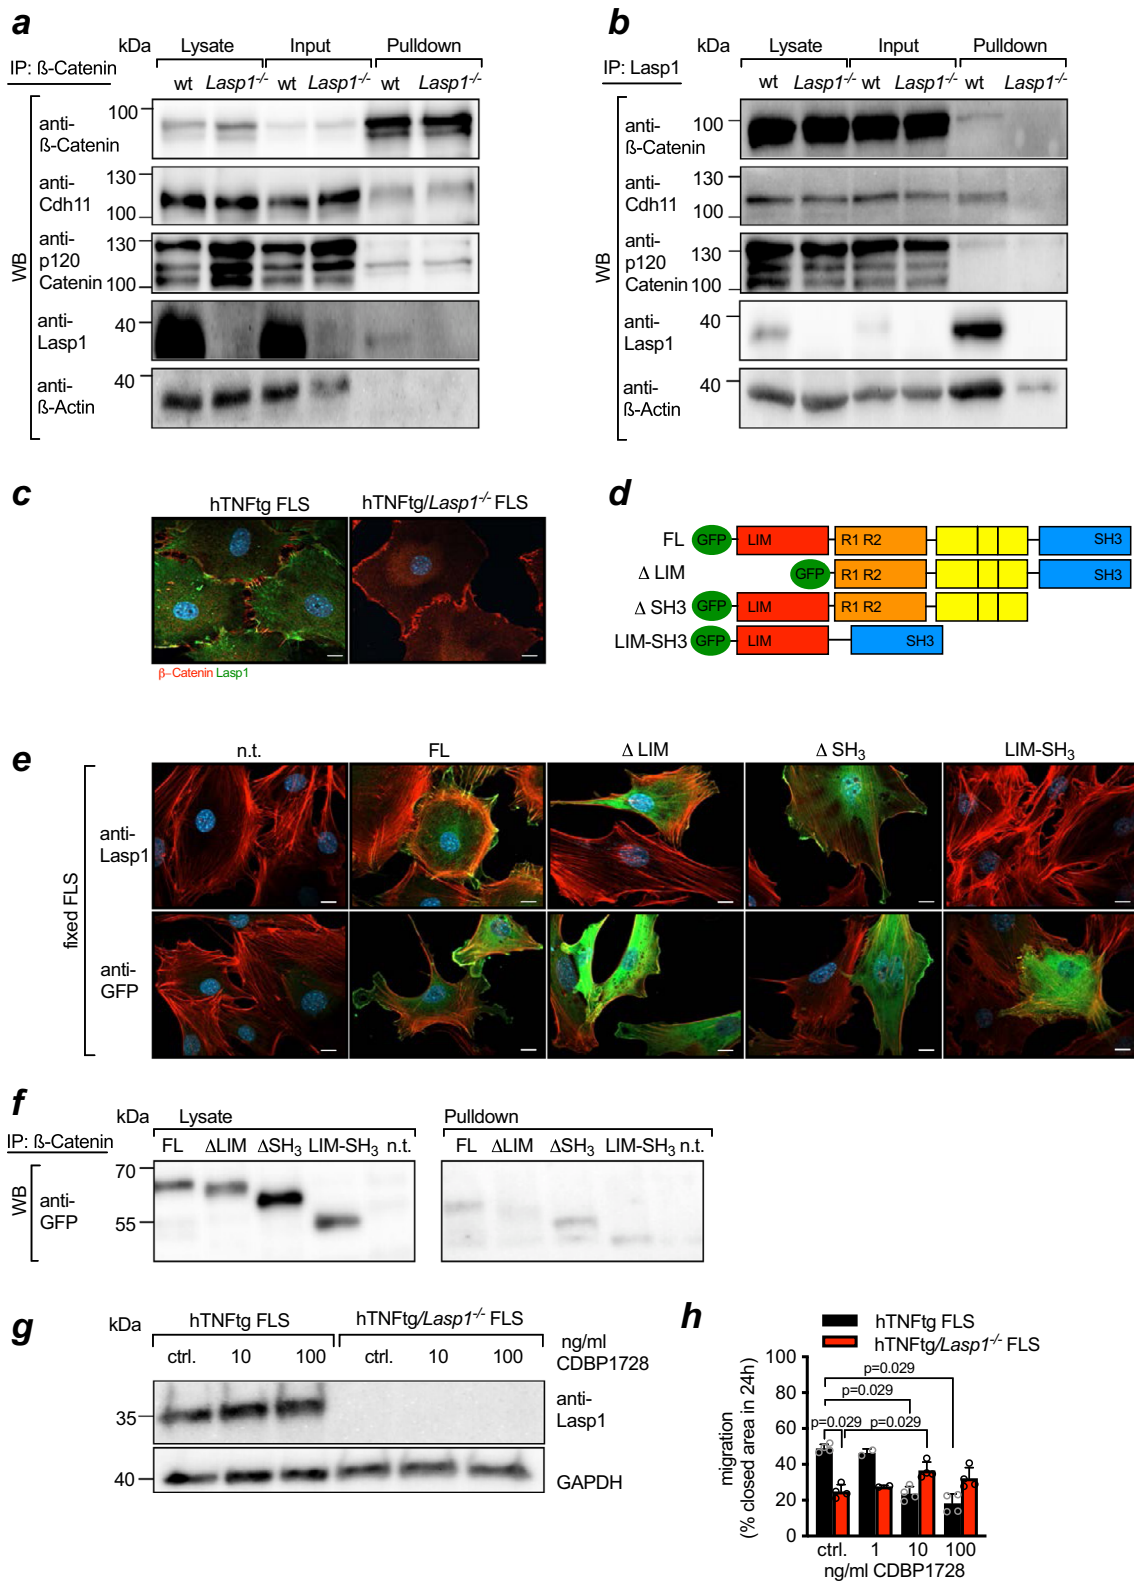 a
kDa Lysate Input Pulldown
IP: ß-Catenin
wt Lasp1-/- wt Lasp1-/- wt Lasp1-/-
WB
anti-
ß-Catenin
100
anti-
Cdh11
130
100
anti-
p120
Catenin
130
100
anti-
Lasp1
40
anti-
ß-Actin
40
b
kDa Lysate Input Pulldown
IP: Lasp1
wt Lasp1-/- wt Lasp1-/- wt Lasp1-/-
WB
anti-
ß-Catenin
100
anti-
Cdh11
130
100
anti-
p120
Catenin
130
100
anti-
Lasp1
40
anti-
ß-Actin
40
c
hTNFtg FLS hTNFtg/Lasp1-/- FLS
β-Catenin Lasp1
d
FL GFP LIM R1 R2 SH3
Δ LIM GFP R1 R2 SH3
Δ SH3 GFP LIM R1 R2
LIM-SH3 GFP LIM SH3
e
n.t. FL Δ LIM Δ SH3 LIM-SH3
fixed FLS
anti-
Lasp1
anti-
GFP
f
kDa Lysate Pulldown
IP: ß-Catenin
FL ΔLIM ΔSH3 LIM-SH3 n.t. FL ΔLIM ΔSH3 LIM-SH3 n.t.
WB
anti-
GFP
70
55
g
kDa hTNFtg FLS hTNFtg/Lasp1-/- FLS
ctrl. 10 100 ctrl. 10 100
ng/ml
CDBP1728
35
anti-
Lasp1
40
GAPDH
h
hTNFtg FLS
hTNFtg/Lasp1-/- FLS
migration
(% closed area in 24h)
100
80
60
40
20
0
p=0.029
p=0.029
p=0.029 p=0.029
ctrl. 1 10 100
ng/ml CDBP1728